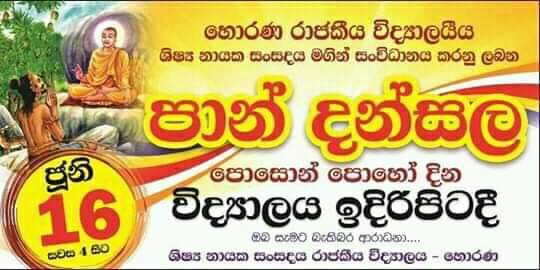 හොරණ රාජකීය විද්‍යාලයීය
ශිෂ්‍ය නායක සංසදය මගින් සංවිධානය කරනු ලබන
පාන් දන්සල
පොසොන් පොහෝ දින
විද්‍යාලය ඉදිරිපිටදී
ජූනි
16
සවස 4 සිට
ඔබ සැමට බැතිබර ආරාධනා....
ශිෂ්‍ය නායක සංසදය රාජකීය විද්‍යාලය - හොරණ